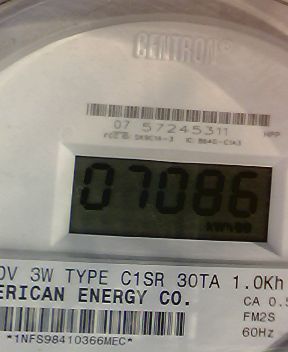 CENTRON®
07 57245311
07086
0V 3W TYPE C1SR 30TA 1.0Kh
ERICAN ENERGY CO.
CA 0.5
FM2S
60Hz
*1NFS98410366MEC*